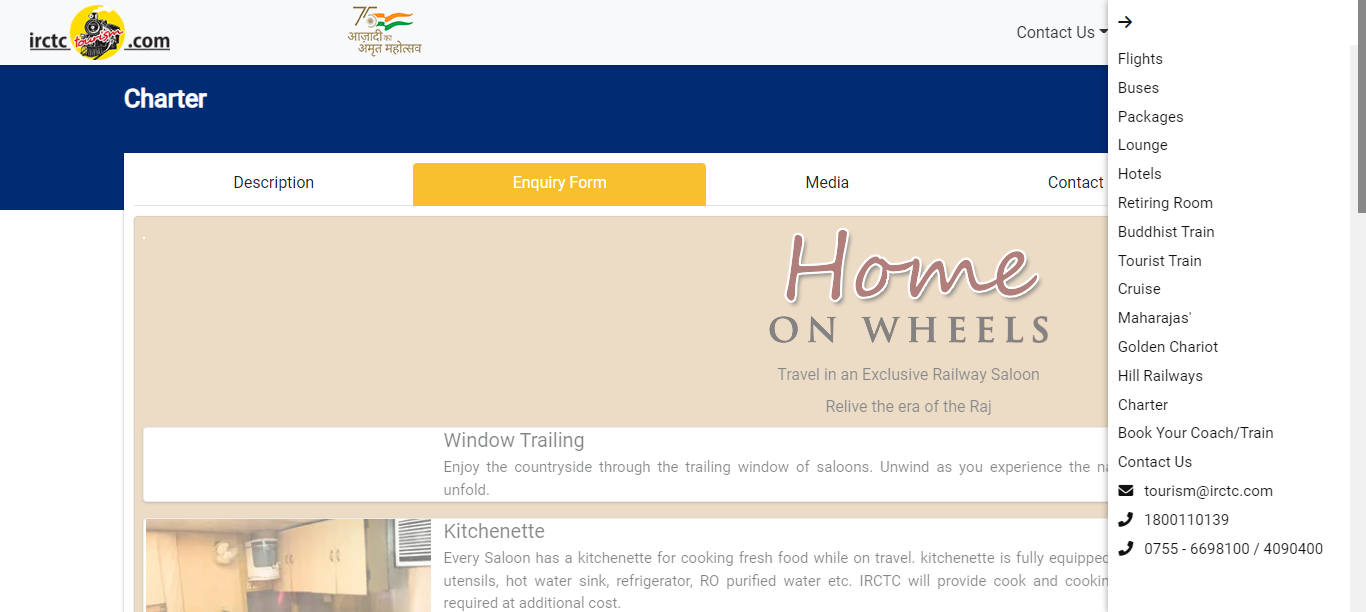 irctc tourism .com
75
आज़ादी का
अमृत महोत्सव
Contact Us
Charter
Description
Enquiry Form
Media
Contact
Home
ON WHEELS
Travel in an Exclusive Railway Saloon
Relive the era of the Raj
Window Trailing
Enjoy the countryside through the trailing window of saloons. Unwind as you experience the
unfold.
Kitchenette
Every Saloon has a kitchenette for cooking fresh food while on travel. kitchenette is fully equipped
utensils, hot water sink, refrigerator, RO purified water etc. IRCTC will provide cook and
required at additional cost.
Flights
Buses
Packages
Lounge
Hotels
Retiring Room
Buddhist Train
Tourist Train
Cruise
Maharajas'
Golden Chariot
Hill Railways
Charter
Book Your Coach/Train
Contact Us
tourism@irctc.com
1800110139
0755 - 6698100 / 4090400